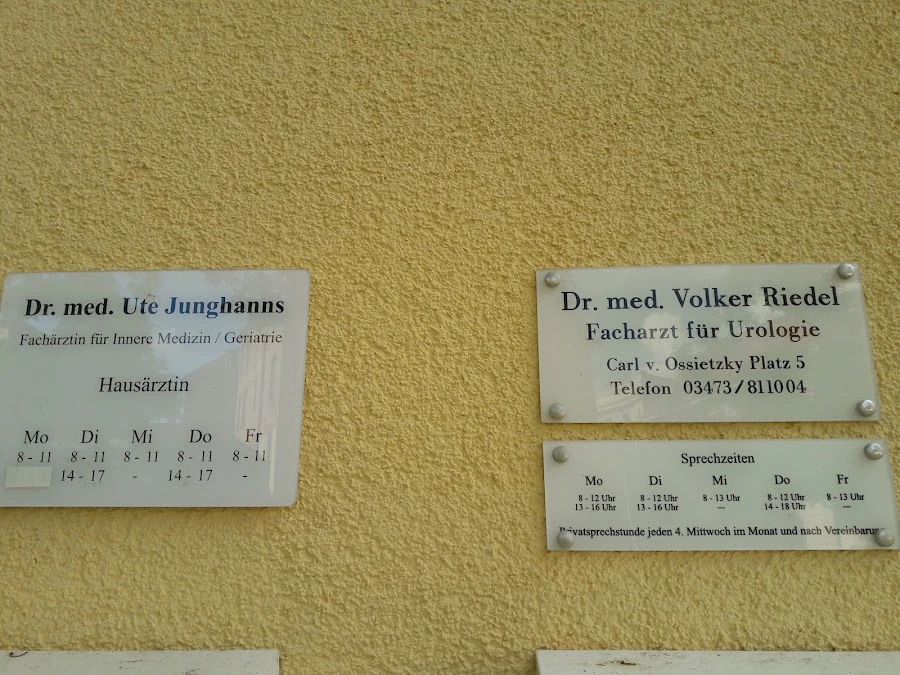 Dr. med. Ute Junghanns
Fachärztin für Innere Medizin / Geriatrie
Hausärztin
Mo Di Mi Do Fr
8 - 11 8 - 11 8 - 11 8 - 11 8 - 11
14 - 17 - 14 - 17 -
Dr. med. Volker Riedel
Facharzt für Urologie
Carl v. Ossietzky Platz 5
Telefon 03473/811004
Sprechzeiten
Mo Di Mi Do Fr
8 - 12 Uhr 8 - 12 Uhr 8 - 13 Uhr 8 - 12 Uhr 8 - 13 Uhr
13 - 16 Uhr 13 - 16 Uhr — 14 - 18 Uhr —
Privatsprechstunde jeden 4. Mittwoch im Monat und nach Vereinbarung